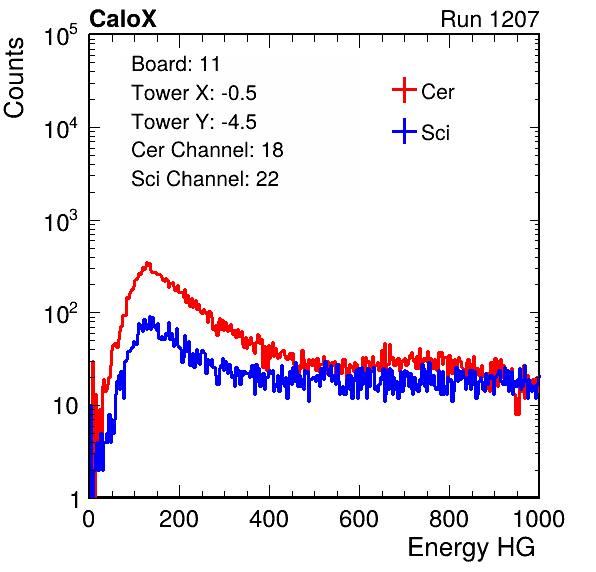 CaloX Run 1207
Counts
10^5
10^4
10^3
10^2
10
1
Board: 11
Tower X: -0.5
Tower Y: -4.5
Cer Channel: 18
Sci Channel: 22
Cer
Sci
0 200 400 600 800 1000
Energy HG